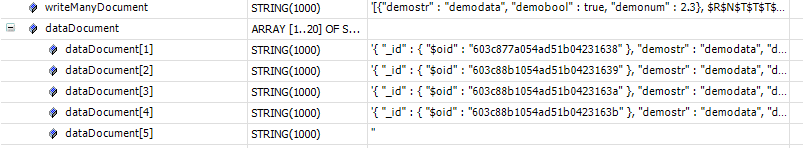 writeManyDocument STRING(1000) '[{"demostr" : "demodata", "demobool" : true, "demonum" : 2.3}, $R$N$T$T$T$...
dataDocument ARRAY [1..20] OF S...
dataDocument[1] STRING(1000) '{ "_id" : { "$oid" : "603c877a054ad51b04231638" }, "demostr" : "demodata", "d...
dataDocument[2] STRING(1000) '{ "_id" : { "$oid" : "603c88b1054ad51b04231639" }, "demostr" : "demodata", "d...
dataDocument[3] STRING(1000) '{ "_id" : { "$oid" : "603c88b1054ad51b0423163a" }, "demostr" : "demodata", "d...
dataDocument[4] STRING(1000) '{ "_id" : { "$oid" : "603c88b1054ad51b0423163b" }, "demostr" : "demodata", "d...
dataDocument[5] STRING(1000) ''